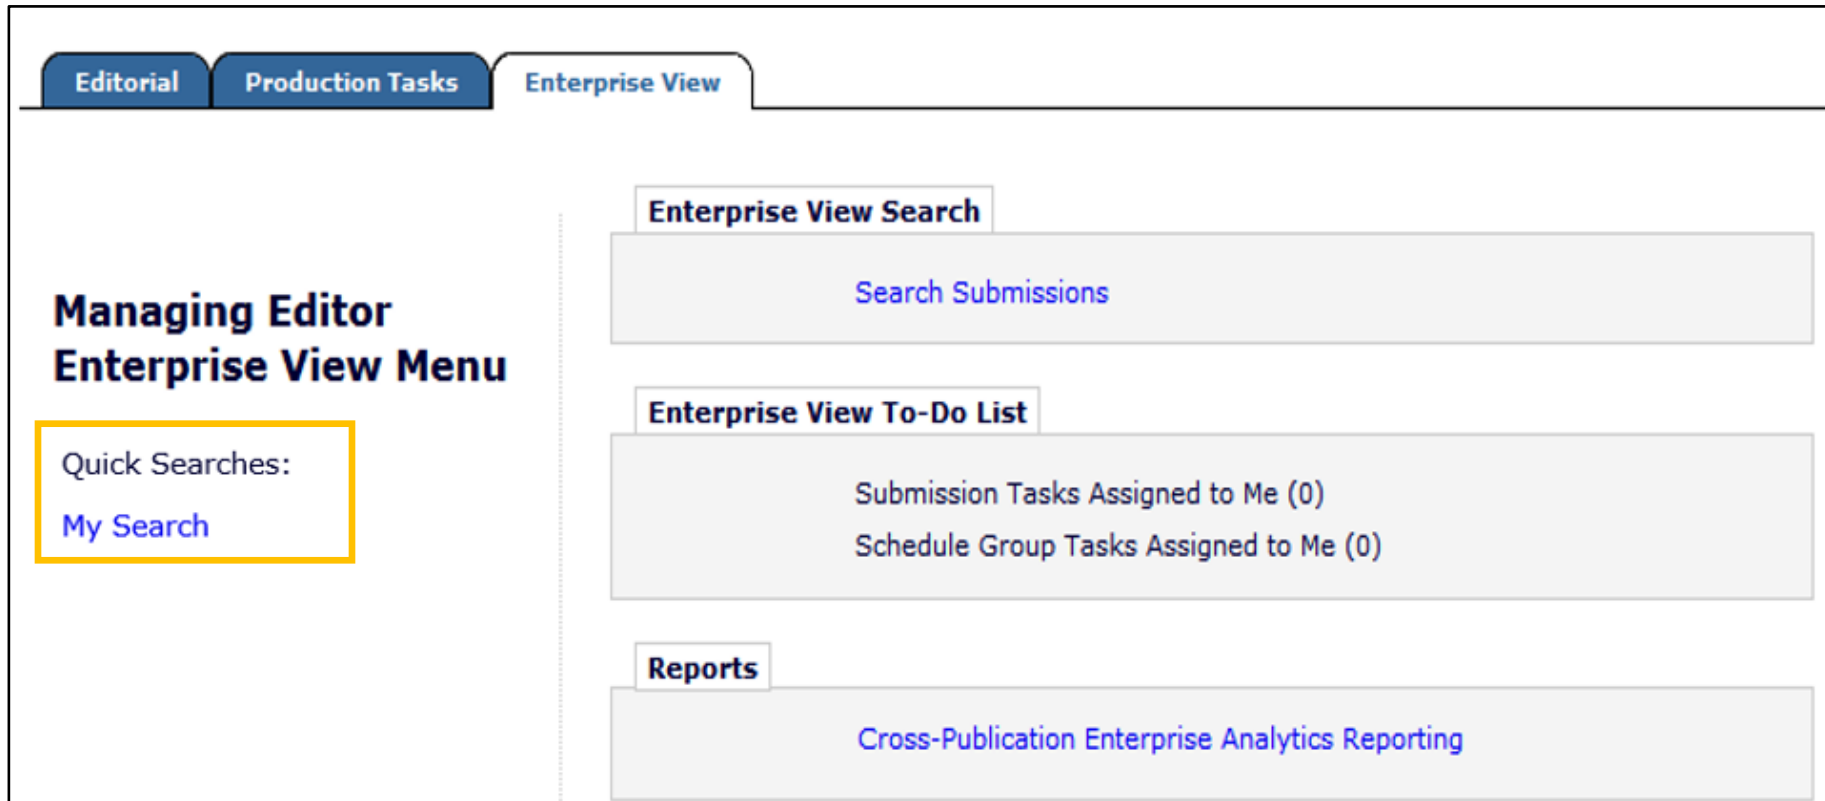 Editorial
Production Tasks
Enterprise View
Managing Editor
Enterprise View Menu
Quick Searches:
My Search
Enterprise View Search
Search Submissions
Enterprise View To-Do List
Submission Tasks Assigned to Me (0)
Schedule Group Tasks Assigned to Me (0)
Reports
Cross-Publication Enterprise Analytics Reporting